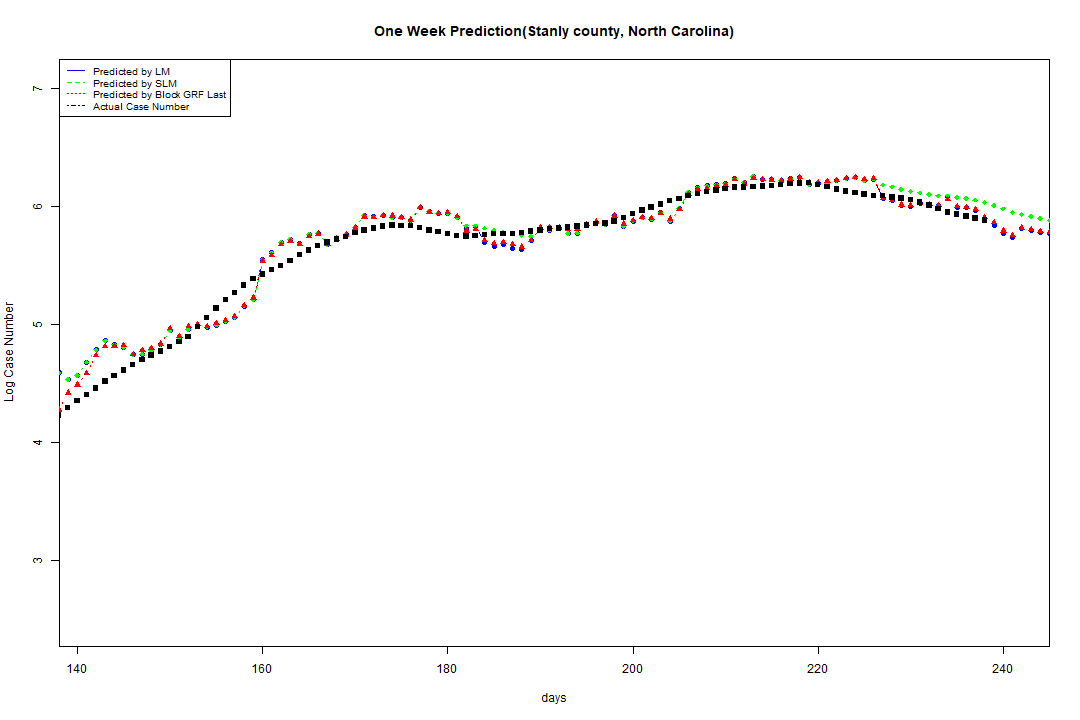 One Week Prediction(Stanly county, North Carolina)
Predicted by LM
Predicted by SLM
Predicted by Block GRF Last
Actual Case Number
7
6
5
4
3
Log Case Number
140 160 180 200 220 240
days